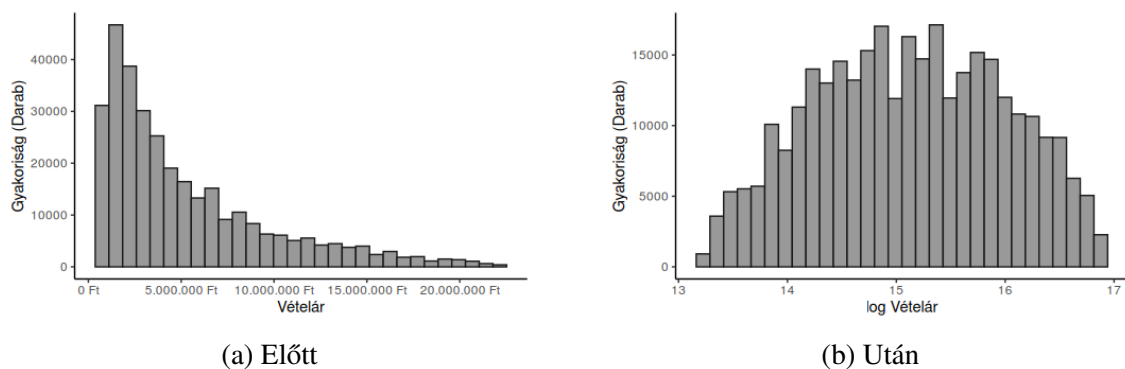 Gyakoriság (Darab)
40000
30000
20000
10000
0
0 Ft 5.000.000 Ft 10.000.000 Ft 15.000.000 Ft 20.000.000 Ft
Vételár
(a) Előtt
Gyakoriság (Darab)
15000
10000
5000
0
13 14 15 16 17
log Vételár
(b) Után